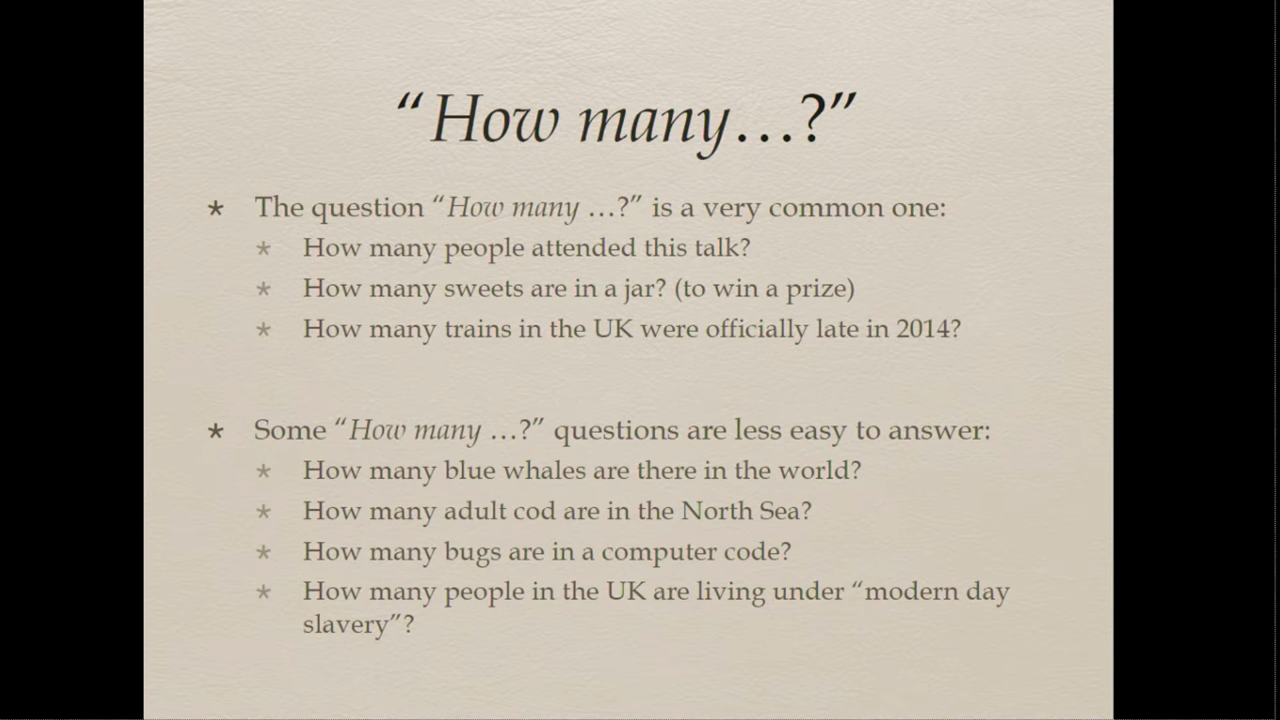 “How many…?”
* The question “How many …?” is a very common one:
* How many people attended this talk?
* How many sweets are in a jar? (to win a prize)
* How many trains in the UK were officially late in 2014?
* Some “How many …?” questions are less easy to answer:
* How many blue whales are there in the world?
* How many adult cod are in the North Sea?
* How many bugs are in a computer code?
* How many people in the UK are living under “modern day
slavery”?